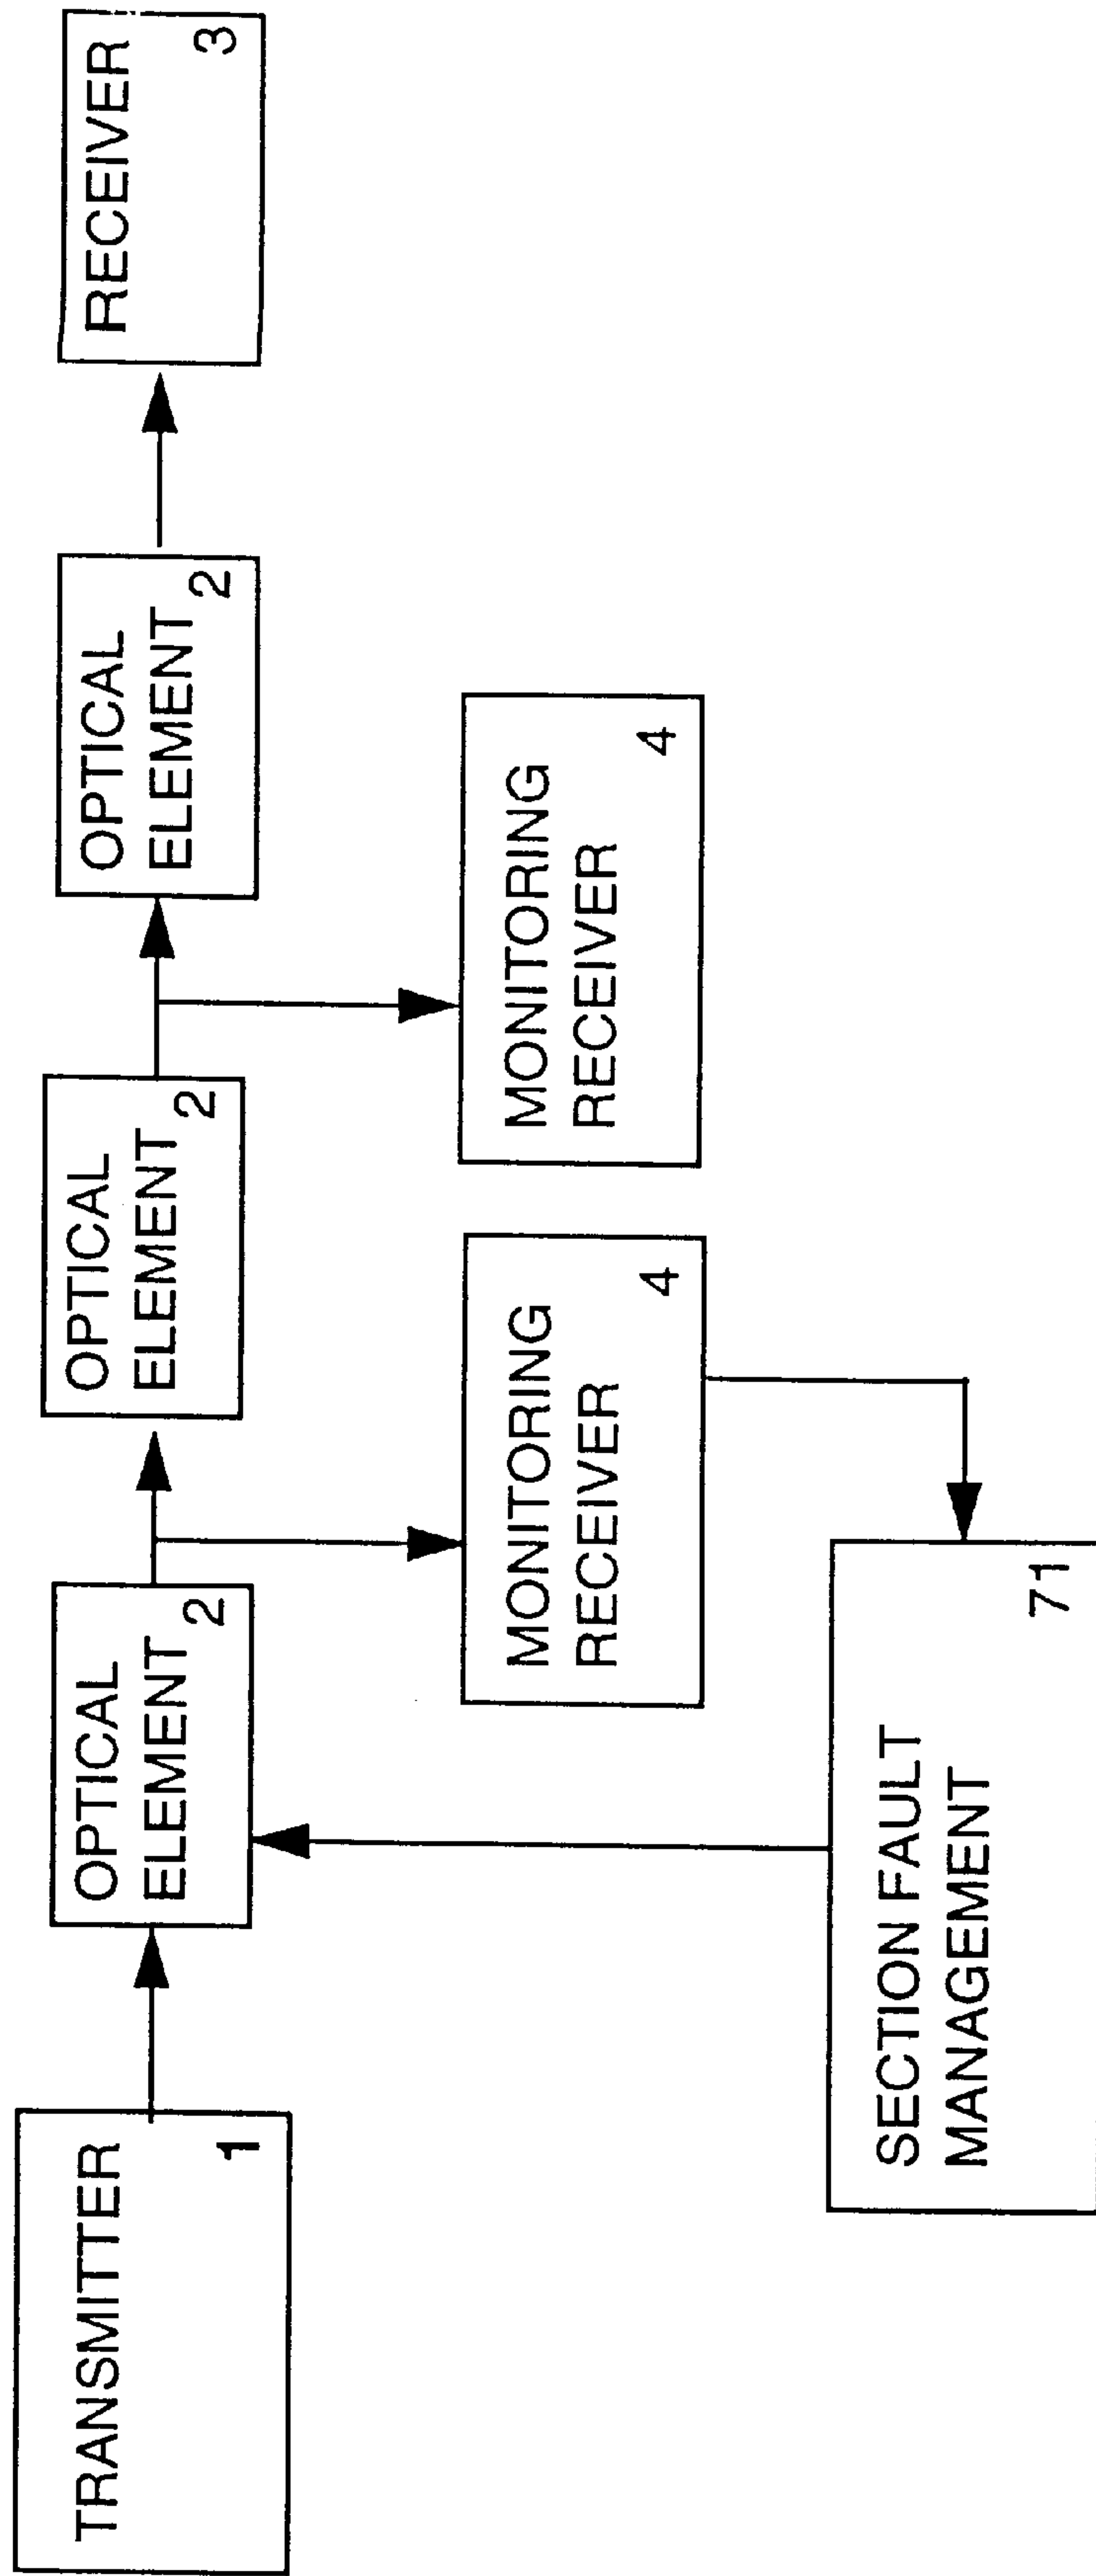 TRANSMITTER
1
OPTICAL
ELEMENT
2
OPTICAL
ELEMENT
2
OPTICAL
ELEMENT
2
RECEIVER
3
MONITORING
RECEIVER
4
MONITORING
RECEIVER
4
SECTION FAULT
MANAGEMENT
71